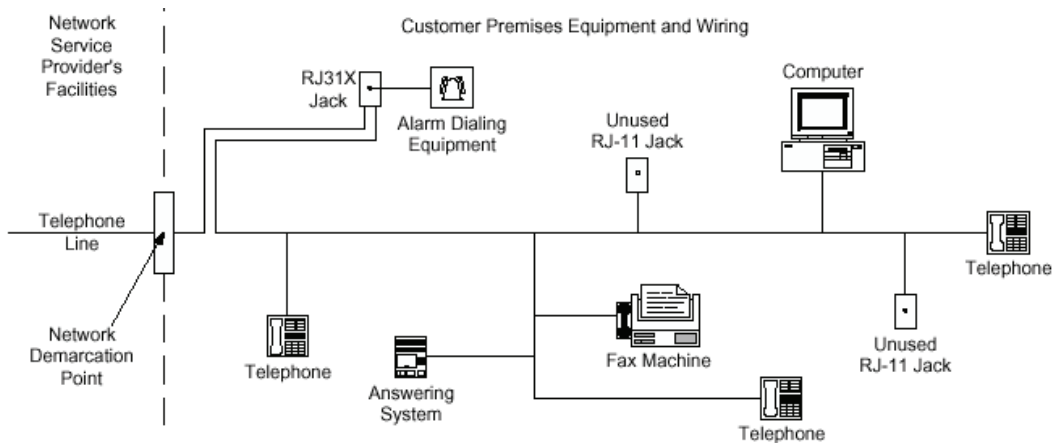 Network
Service
Provider's
Facilities
Customer Premises Equipment and Wiring
RJ31X
Jack
Alarm Dialing
Equipment
Unused
RJ-11 Jack
Computer
Telephone
Line
Telephone
Network
Demarcation
Point
Telephone
Answering
System
Fax Machine
Unused
RJ-11 Jack
Telephone